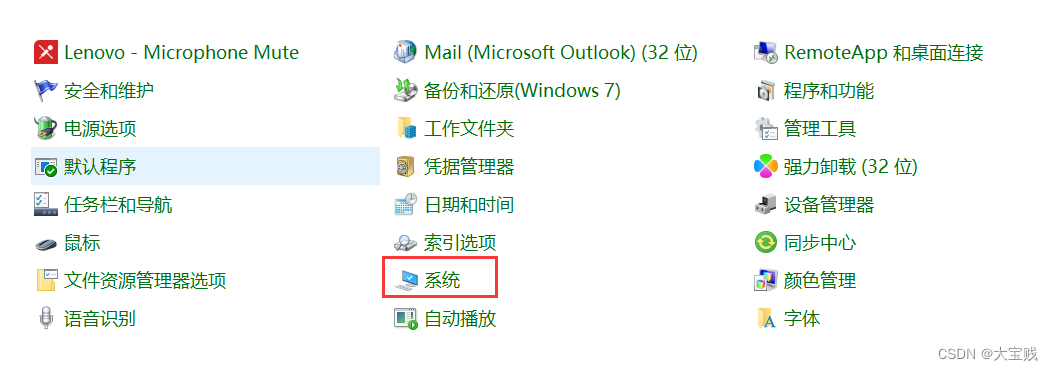 Lenovo - Microphone Mute
Mail (Microsoft Outlook) (32 位)
RemoteApp 和桌面连接
安全和维护
备份和还原(Windows 7)
程序和功能
电源选项
工作文件夹
管理工具
默认程序
凭据管理器
强力卸载 (32 位)
任务栏和导航
日期和时间
设备管理器
鼠标
索引选项
同步中心
文件资源管理器选项
系统
颜色管理
语音识别
自动播放
字体
CSDN @大宝贱